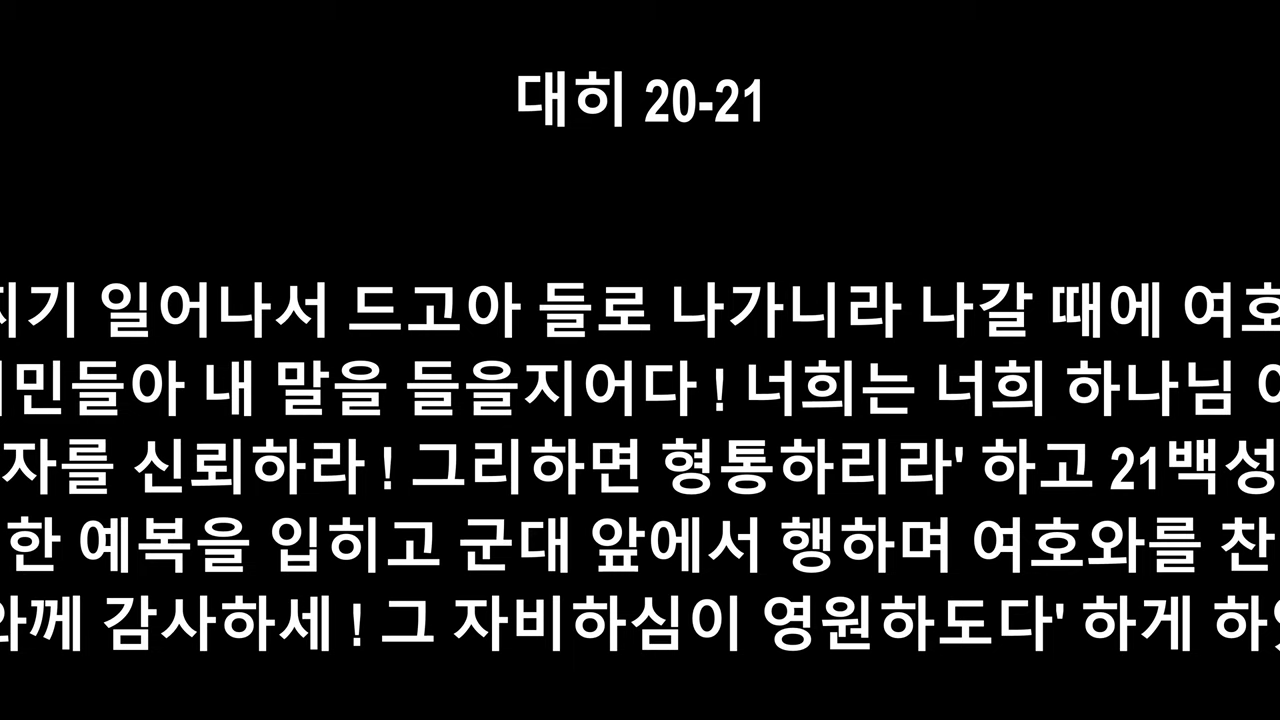 대히 20-21
지기 일어나서 드고아 들로 나가니라 나갈 때에 여호
민들아 내 말을 들을지어다 ! 너희는 너희 하나님 여
자를 신뢰하라 ! 그리하면 형통하리라' 하고 21백성
한 예복을 입히고 군대 앞에서 행하며 여호와를 찬
와께 감사하세 ! 그 자비하심이 영원하도다' 하게 하